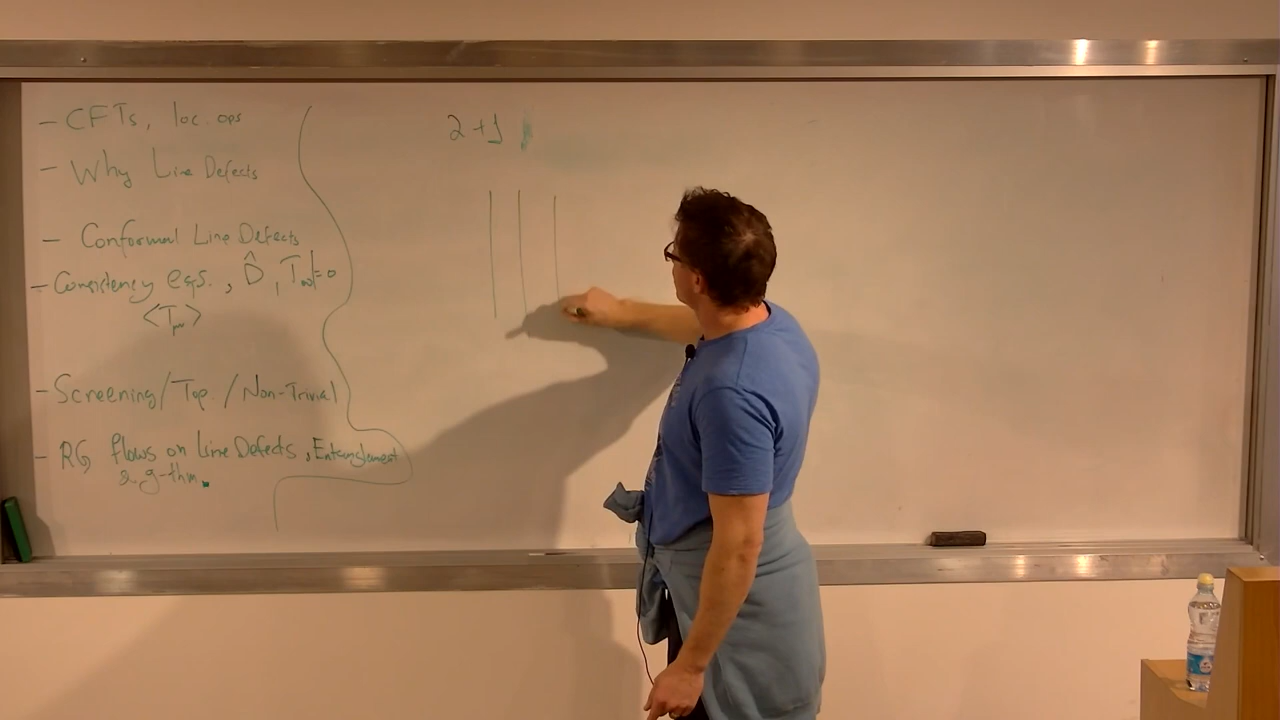 - CFTs, loc. ops
- Why Line Defects
- Conformal Line Defects
- Consistency eqs., D̂, T_{00}|=0
<T_{μν}>
- Screening/Top./Non-Trivial
- RG flows on Line Defects, Entanglement
& g-thm.
2+1